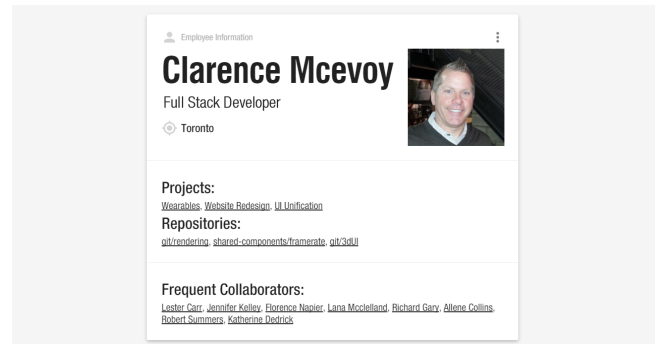 Employee Information
Clarence Mcevoy
Full Stack Developer
Toronto
Projects:
Wearables, Website Redesign, UI Unification
Repositories:
git/rendering, shared-components/framerate, git/3dUI
Frequent Collaborators:
Lester Carr, Jennifer Kelley, Florence Napier, Lana Mcclelland, Richard Gary, Allene Collins,
Robert Summers, Katherine Dedrick